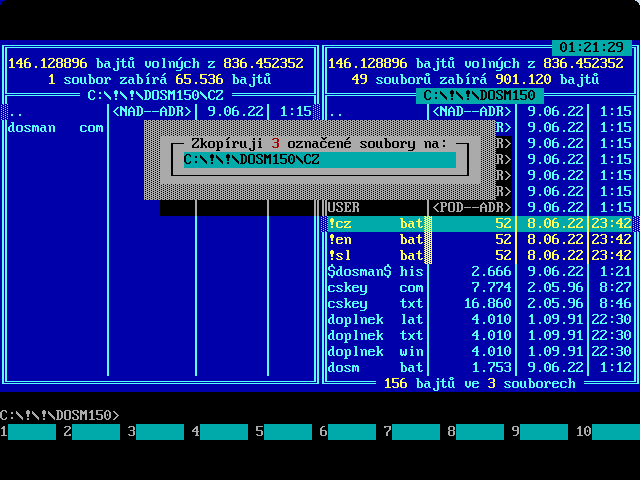 01:21:29
146.128896 bajtů volných z 836.452352
1 soubor zabírá 65.536 bajtů
C:\!\!\DOSM150\CZ
.. <NAD--ADR> 9.06.22 1:15
dosman com
146.128896 bajtů volných z 836.452352
49 souborů zabírá 901.120 bajtů
C:\!\!\DOSM150
.. <NAD--ADR> 9.06.22 1:15
R> 9.06.22 1:15
R> 9.06.22 1:15
R> 9.06.22 1:15
R> 9.06.22 1:15
R> 9.06.22 1:15
USER <POD--ADR> 9.06.22 1:15
!cz bat 52 8.06.22 23:42
!en bat 52 8.06.22 23:42
!sl bat 52 8.06.22 23:42
$dosman$ his 2.666 9.06.22 1:21
cskey com 7.774 2.05.96 8:27
cskey txt 16.860 2.05.96 8:46
doplnek lat 4.010 1.09.91 22:30
doplnek txt 4.010 1.09.91 22:30
doplnek win 4.010 1.09.91 22:30
dosm bat 1.753 9.06.22 1:12
156 bajtů ve 3 souborech
Zkopíruji 3 označené soubory na:
C:\!\!\DOSM150\CZ
C:\!\!\DOSM150>
1 2 3 4 5 6 7 8 9 10